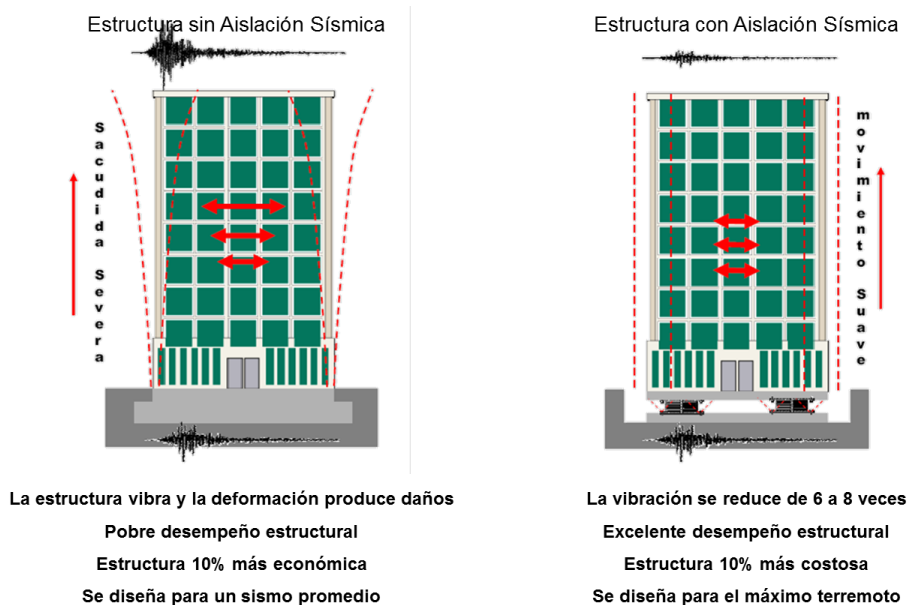 Estructura sin Aislación Sísmica
Sacudida Severa
La estructura vibra y la deformación produce daños
Pobre desempeño estructural
Estructura 10% más económica
Se diseña para un sismo promedio
Estructura con Aislación Sísmica
movimiento Suave
La vibración se reduce de 6 a 8 veces
Excelente desempeño estructural
Estructura 10% más costosa
Se diseña para el máximo terremoto